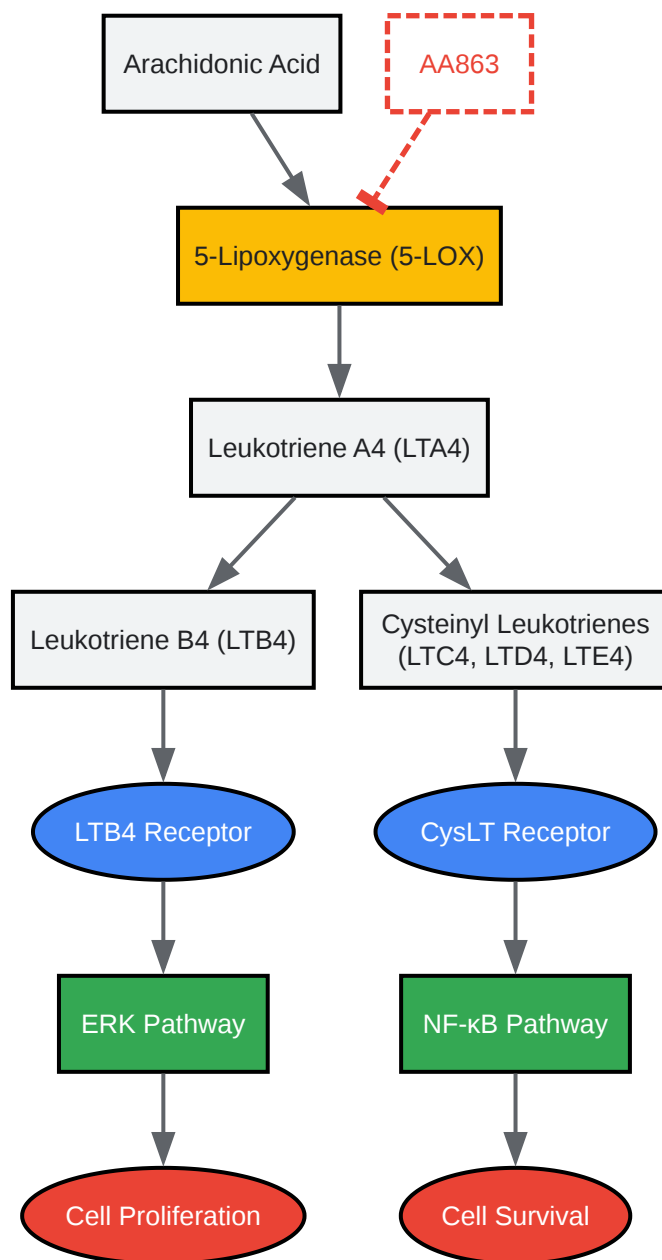 Arachidonic Acid
AA863
5-Lipoxygenase (5-LOX)
Leukotriene A4 (LTA4)
Leukotriene B4 (LTB4)
Cysteinyl Leukotrienes
(LTC4, LTD4, LTE4)
LTB4 Receptor
CysLT Receptor
ERK Pathway
NF-κB Pathway
Cell Proliferation
Cell Survival